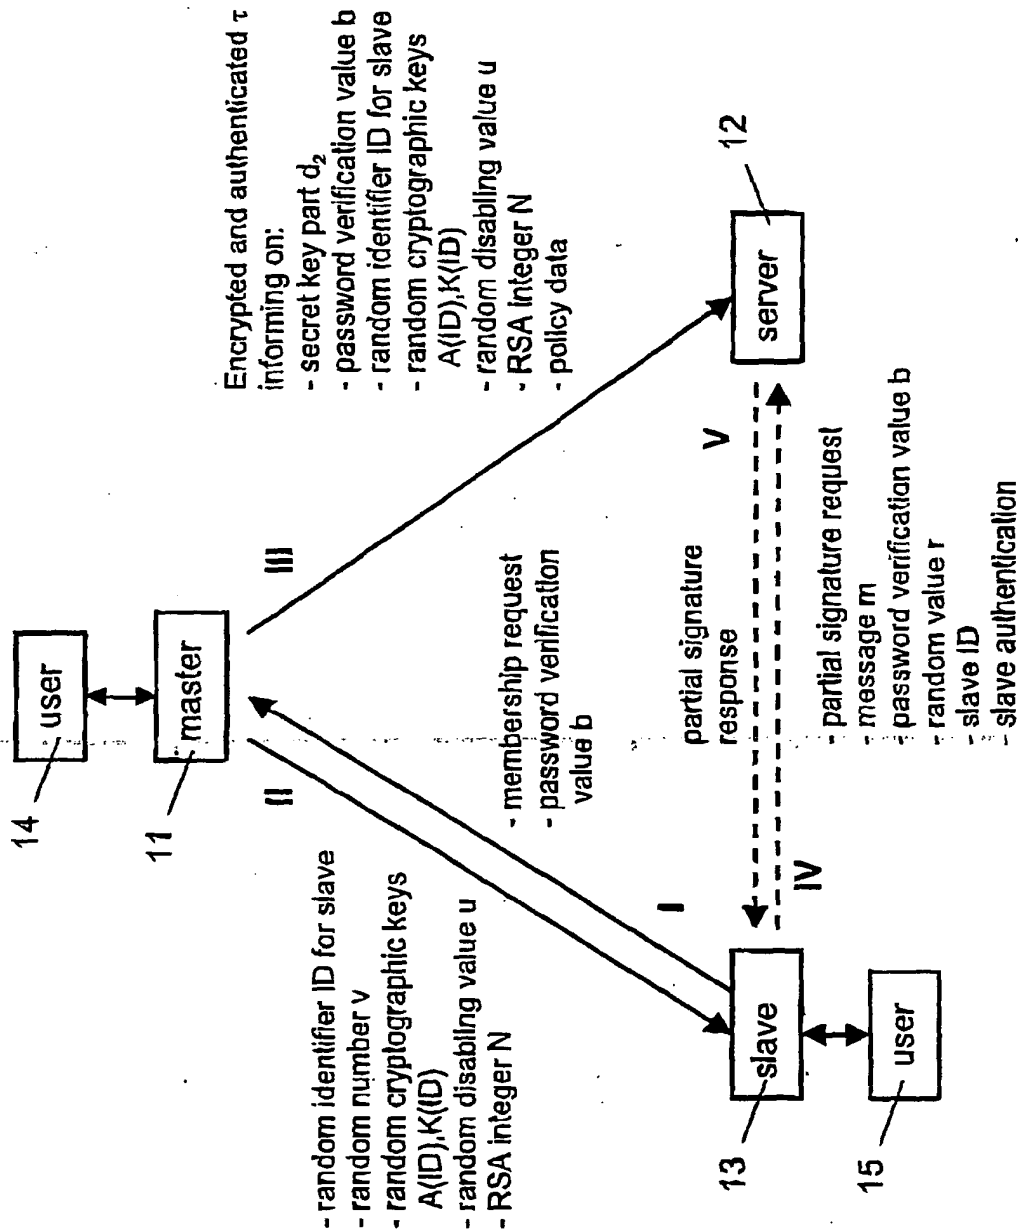 14
user
11
master
Encrypted and authenticated τ
informing on:
- secret key part d₂
- password verification value b
- random identifier ID for slave
- random cryptographic keys
A(ID),K(ID)
- random disabling value u
- RSA Integer N
- policy data
II
III
- random identifier ID for slave
- random number v
- random cryptographic keys
A(ID),K(ID)
- random disabling value u
- RSA integer N
- membership request
- password verification
value b
I
13
slave
15
user
partial signature
response
V
IV
server
12
- partial signature request
- message m
- password verification value b
- random value r
- slave ID
- slave authentication